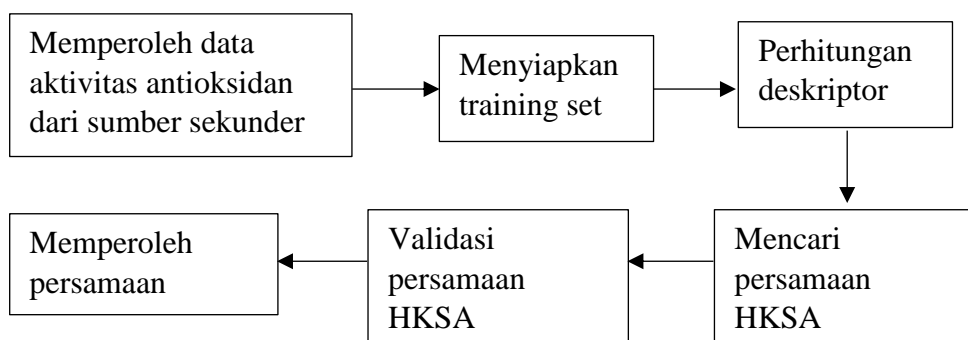 Memperoleh data
aktivitas antioksidan
dari sumber sekunder
Menyiapkan
training set
Perhitungan
deskriptor
Mencari
persamaan
HKSA
Validasi
persamaan
HKSA
Memperoleh
persamaan